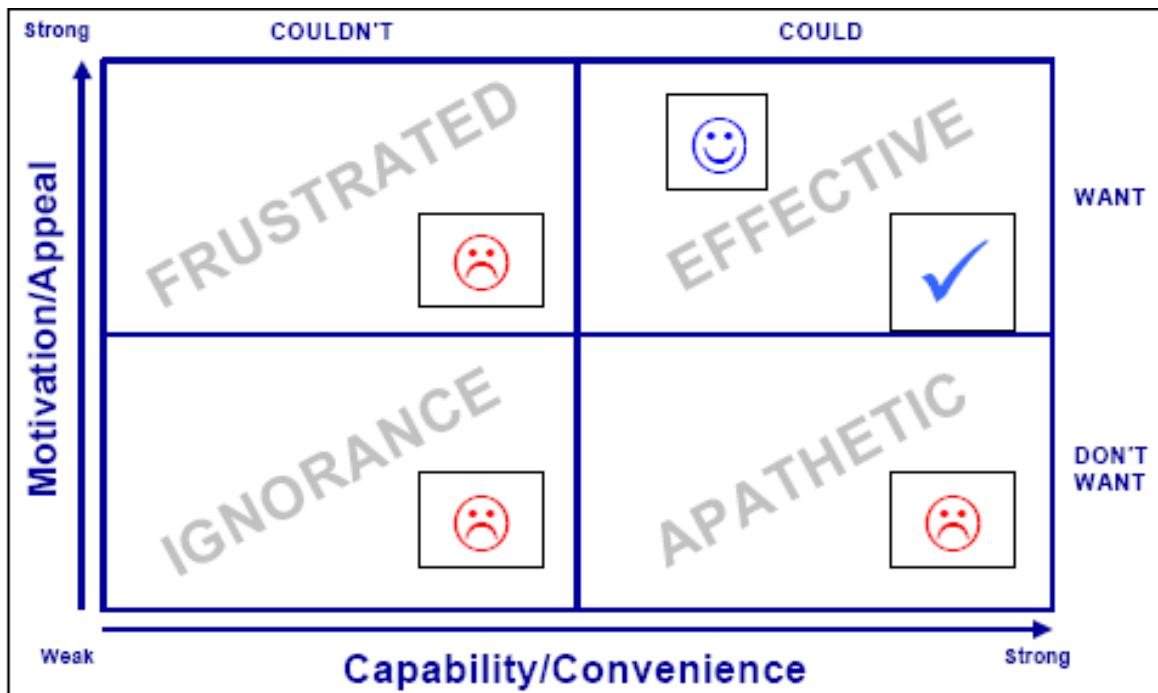 Strong
COULDN'T
COULD
FRUSTRATED
EFFECTIVE
WANT
Motivation/Appeal
IGNORANCE
APATHETIC
DON'T
WANT
Weak
Capability/Convenience
Strong